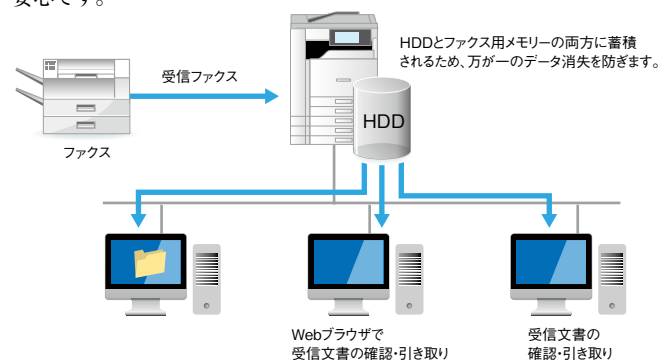 安心です。
HDDとファクス用メモリーの両方に蓄積
されるため、万が一のデータ消失を防ぎます。
受信ファクス
HDD
ファクス
Webブラウザで
受信文書の確認・引き取り
受信文書の
確認・引き取り